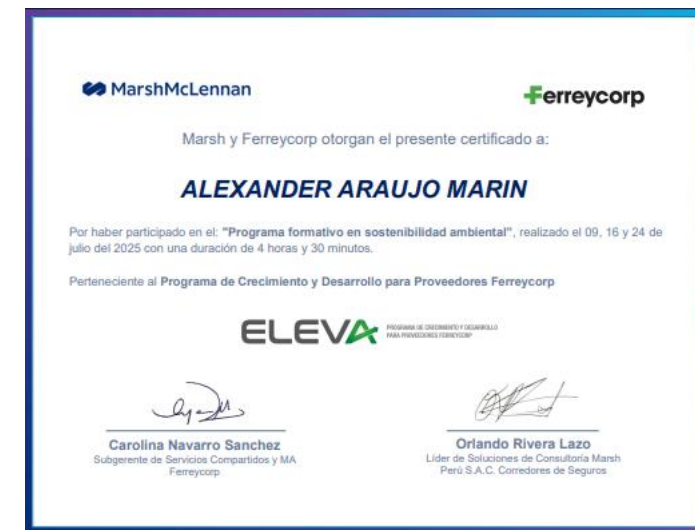 MarshMcLennan
Ferreycorp
Marsh y Ferreycorp otorgan el presente certificado a:
ALEXANDER ARAUJO MARIN
Por haber participado en el: "Programa formativo en sostenibilidad ambiental", realizado el 09, 16 y 24 de
julio del 2025 con una duración de 4 horas y 30 minutos.
Perteneciente al Programa de Crecimiento y Desarrollo para Proveedores Ferreycorp
ELEVA
PROGRAMA DE CRECIMIENTO Y DESARROLLO
PARA PROVEEDORES FERREYCORP
Carolina Navarro Sanchez
Subgerente de Servicios Compartidos y MA
Ferreycorp
Orlando Rivera Lazo
Líder de Soluciones de Consultoría Marsh
Perú S.A.C. Corredores de Seguros